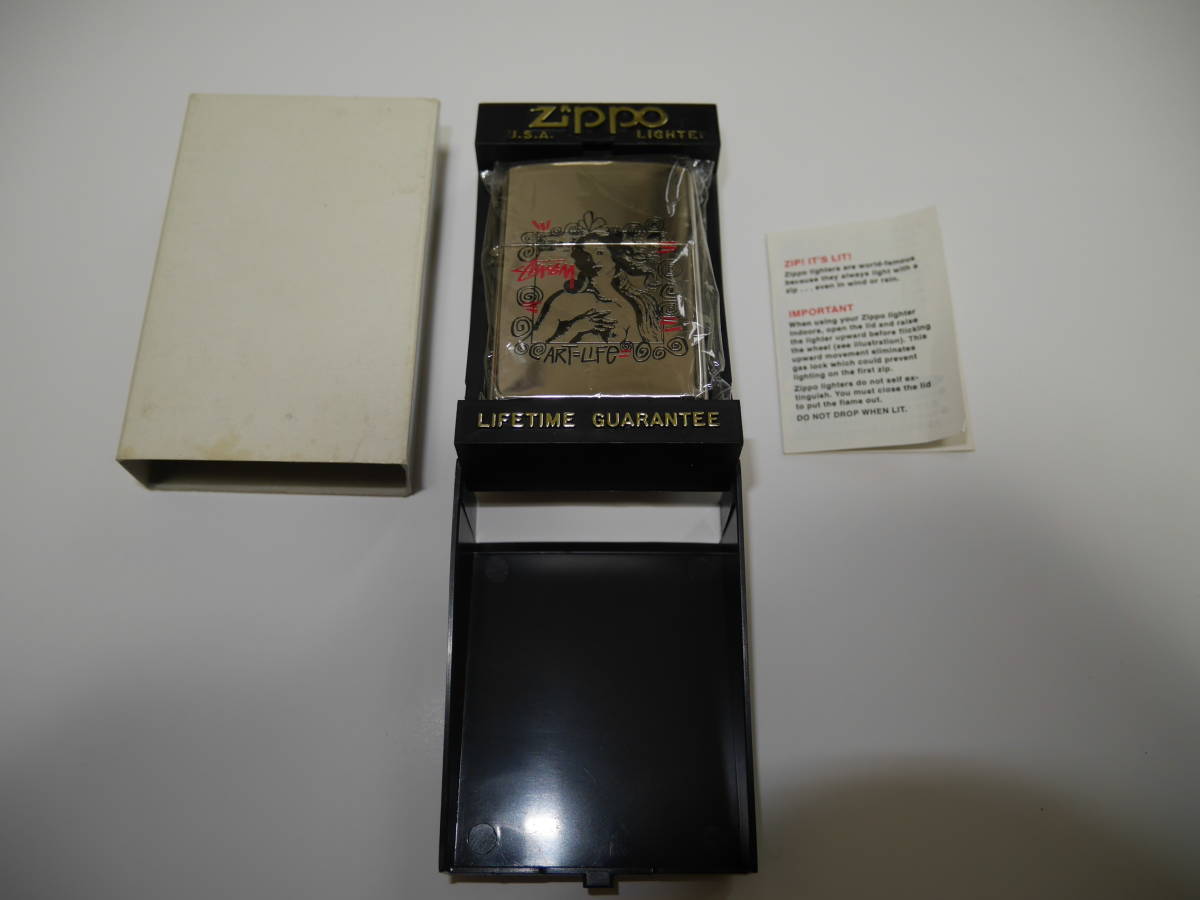 Zippo
U.S.A. LIGHTER
ART=LIFE
LIFETIME GUARANTEE
ZIP! IT'S LIT!
Zippo lighters are world-famous
because they always light with a
zip . . . even in wind or rain.
IMPORTANT
When using your Zippo lighter
indoors, open the lid and raise
the lighter upward before flicking
the wheel (see illustration). This
upward movement eliminates
gas lock which could prevent
lighting on the first zip.
Zippo lighters do not self ex-
tinguish. You must close the lid
to put the flame out.
DO NOT DROP WHEN LIT.